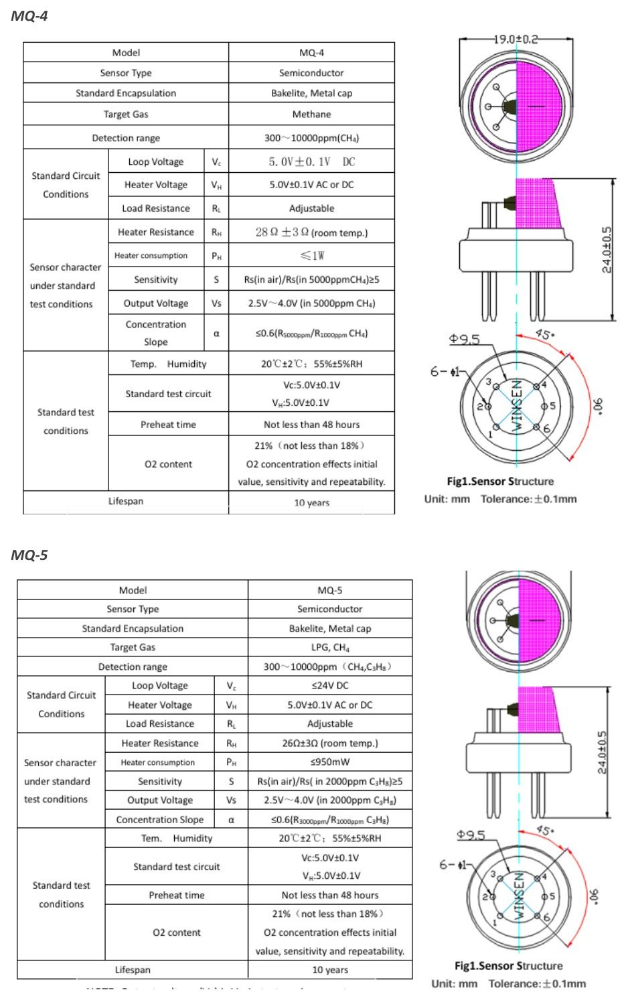 MQ-4
Model MQ-4
Sensor Type Semiconductor
Standard Encapsulation Bakelite, Metal cap
Target Gas Methane
Detection range 300~10000ppm(CH₄)
Standard Circuit Conditions
Loop Voltage Vc 5.0V±0.1V DC
Heater Voltage VH 5.0V±0.1V AC or DC
Load Resistance RL Adjustable
Sensor character under standard test conditions
Heater Resistance RH 28Ω±3Ω(room temp.)
Heater consumption PH ≤1W
Sensitivity S Rs(in air)/Rs(in 5000ppmCH₄)≥5
Output Voltage Vs 2.5V~4.0V (in 5000ppm CH₄)
Concentration Slope α ≤0.6(R5000ppm/R1000ppm CH₄)
Standard test conditions
Temp. Humidity 20℃±2℃; 55%±5%RH
Standard test circuit Vc:5.0V±0.1V
VH:5.0V±0.1V
Preheat time Not less than 48 hours
O2 content 21%(not less than 18%)
O2 concentration effects initial
value, sensitivity and repeatability.
Lifespan 10 years
19.0±0.2
24.0±0.5
45°
Φ9.5
6-ϕ1
90°
3
4
2
5
1
6
WINSEN
Fig1.Sensor Structure
Unit: mm Tolerance:±0.1mm
MQ-5
Model MQ-5
Sensor Type Semiconductor
Standard Encapsulation Bakelite, Metal cap
Target Gas LPG, CH₄
Detection range 300~10000ppm(CH₄,C₃H₈)
Standard Circuit Conditions
Loop Voltage Vc ≤24V DC
Heater Voltage VH 5.0V±0.1V AC or DC
Load Resistance RL Adjustable
Sensor character under standard test conditions
Heater Resistance RH 26Ω±3Ω (room temp.)
Heater consumption PH ≤950mW
Sensitivity S Rs(in air)/Rs( in 2000ppm C₃H₈)≥5
Output Voltage Vs 2.5V~4.0V (in 2000ppm C₃H₈)
Concentration Slope α ≤0.6(R3000ppm/R1000ppm C₃H₈)
Standard test conditions
Tem. Humidity 20℃±2℃; 55%±5%RH
Standard test circuit Vc:5.0V±0.1V
VH:5.0V±0.1V
Preheat time Not less than 48 hours
O2 content 21%(not less than 18%)
O2 concentration effects initial
value, sensitivity and repeatability.
Lifespan 10 years
24.0±0.5
45°
Φ9.5
6-ϕ1
90°
3
4
2
5
1
6
WINSEN
Fig1.Sensor Structure
Unit: mm Tolerance:±0.1mm